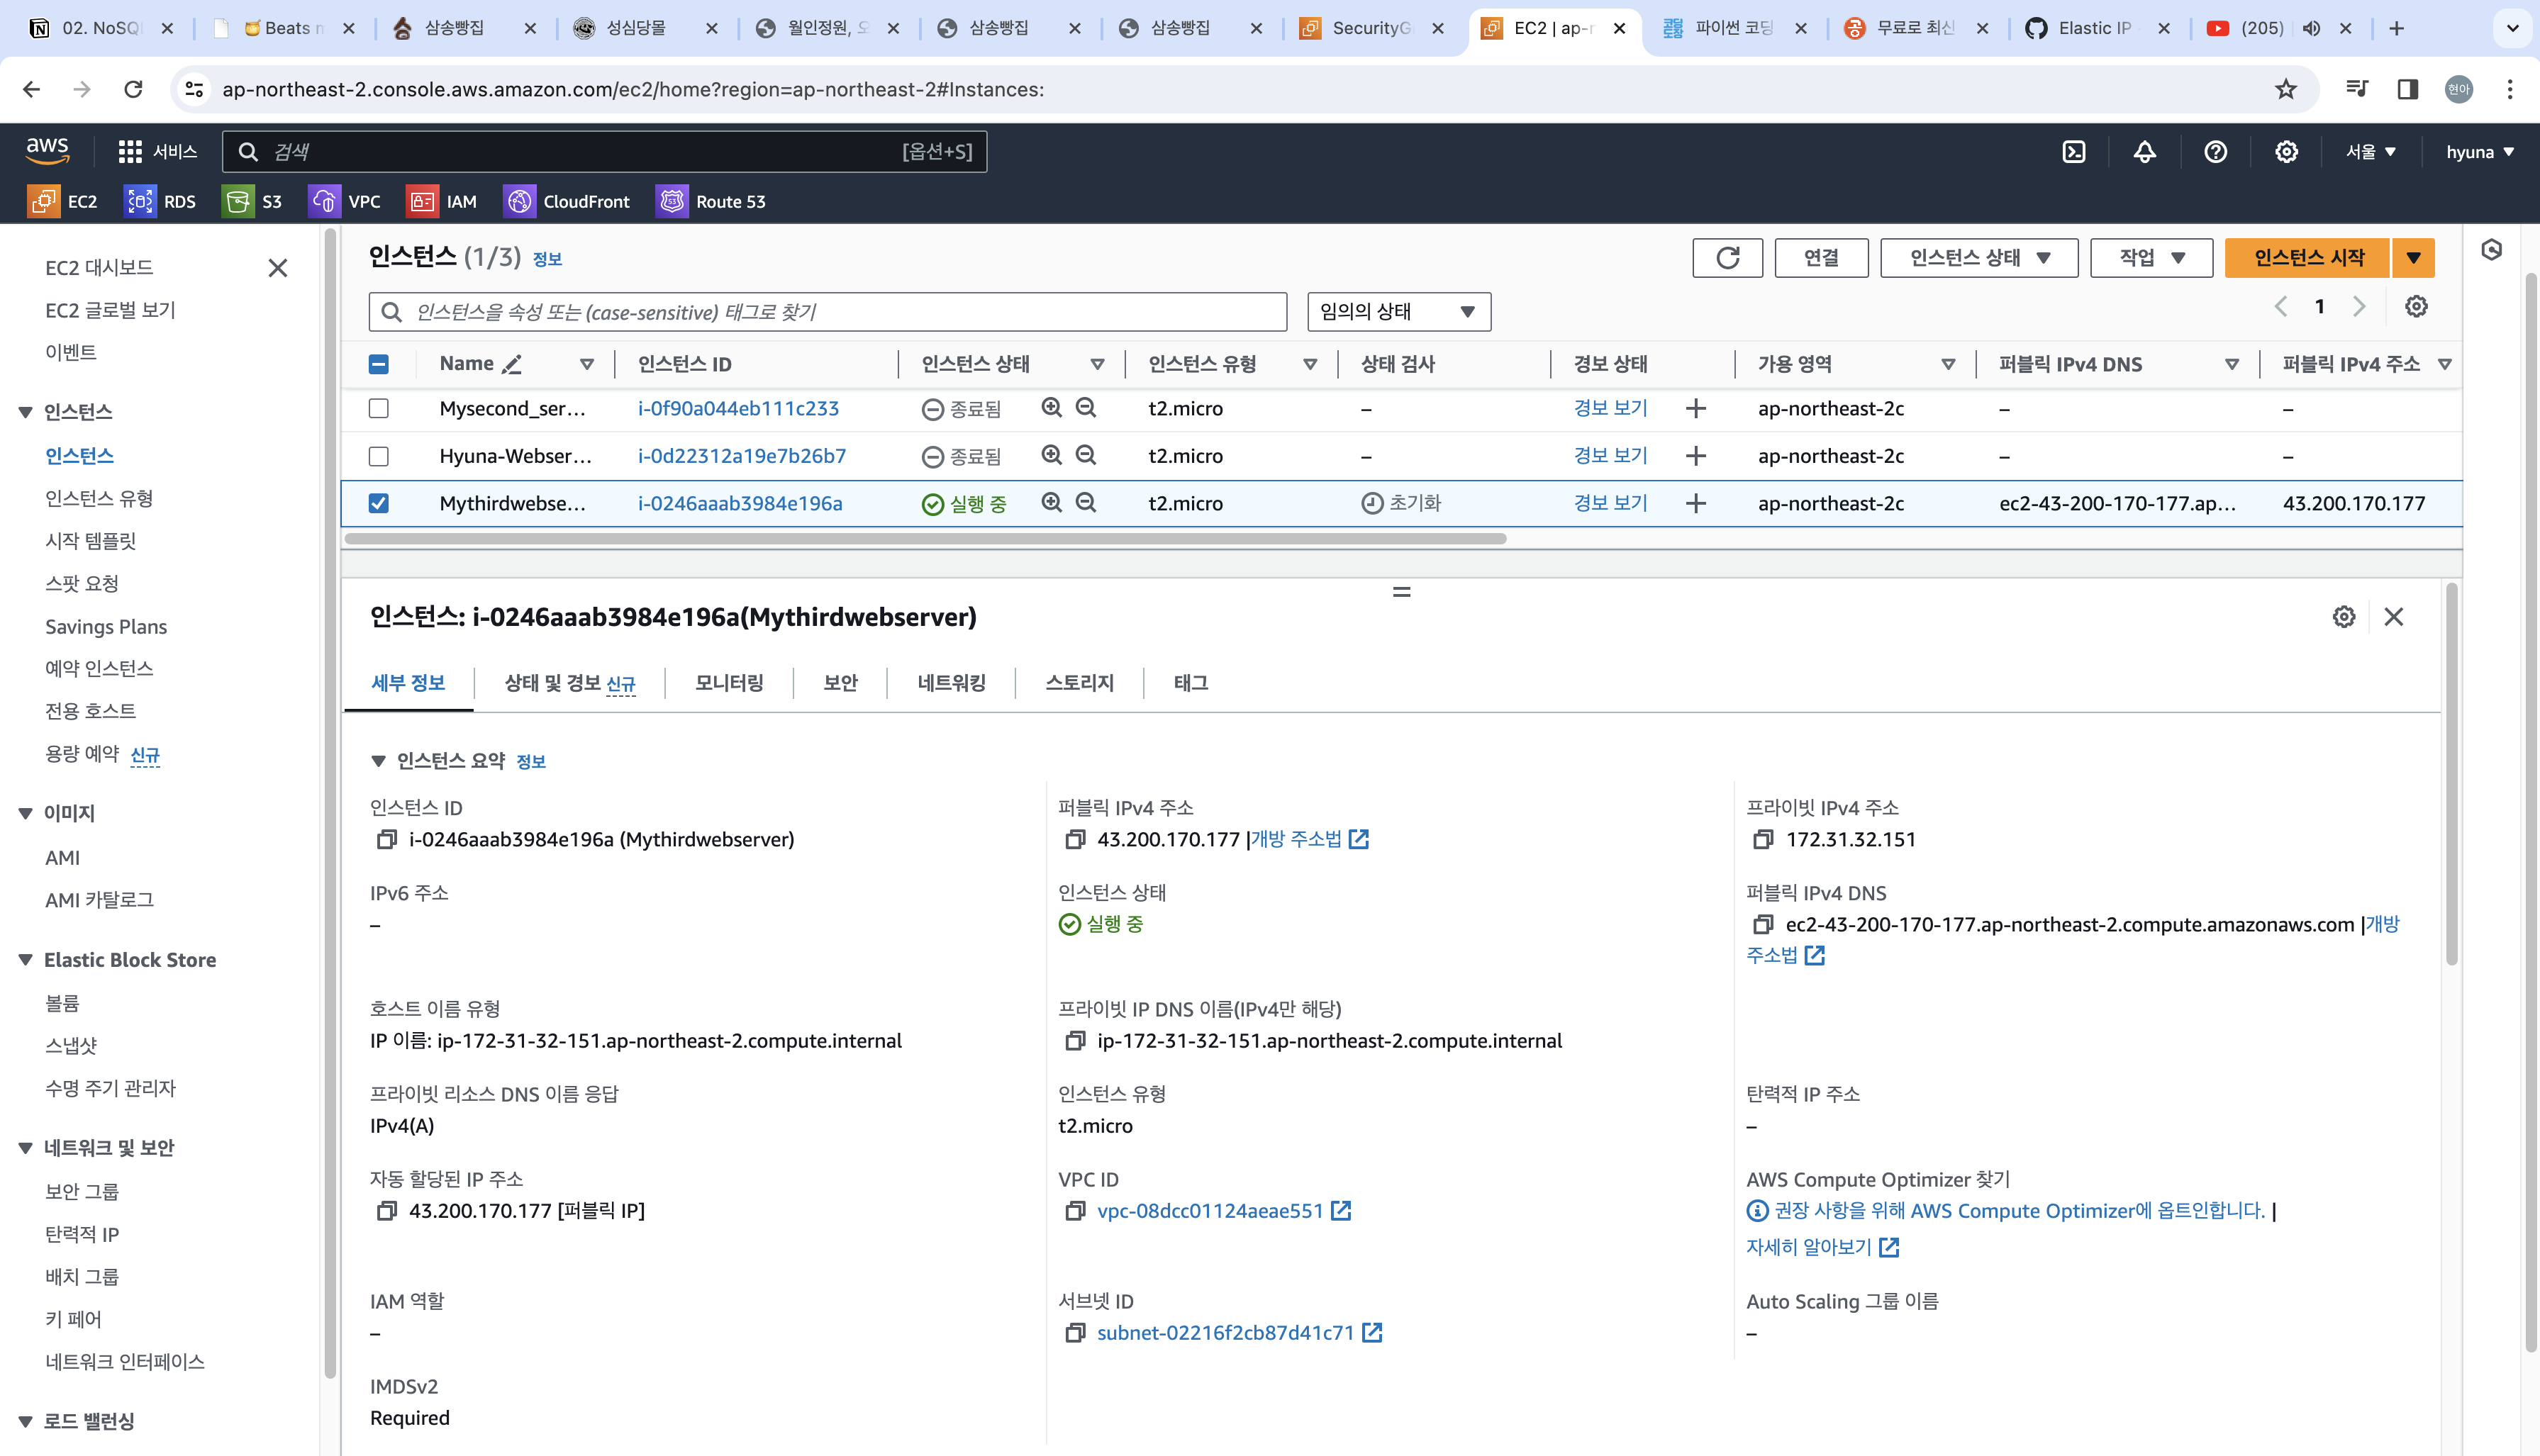 02. NoSQL
Beats m
삼송빵집
성심당몰
월인정원, 오
삼송빵집
삼송빵집
SecurityG
EC2 | ap-n
파이썬 코딩
무료로 최신
Elastic IP
(205)
ap-northeast-2.console.aws.amazon.com/ec2/home?region=ap-northeast-2#Instances:
현아
aws
서비스
검색
[옵션+S]
서울
hyuna
EC2
RDS
S3
VPC
IAM
CloudFront
Route 53
EC2 대시보드
EC2 글로벌 보기
이벤트
인스턴스
인스턴스
인스턴스 유형
시작 템플릿
스팟 요청
Savings Plans
예약 인스턴스
전용 호스트
용량 예약 신규
이미지
AMI
AMI 카탈로그
Elastic Block Store
볼륨
스냅샷
수명 주기 관리자
네트워크 및 보안
보안 그룹
탄력적 IP
배치 그룹
키 페어
네트워크 인터페이스
로드 밸런싱
인스턴스 (1/3) 정보
연결
인스턴스 상태
작업
인스턴스 시작
인스턴스을 속성 또는 (case-sensitive) 태그로 찾기
임의의 상태
1
Name 인스턴스 ID 인스턴스 상태 인스턴스 유형 상태 검사 경보 상태 가용 영역 퍼블릭 IPv4 DNS 퍼블릭 IPv4 주소
Mysecond_ser... i-0f90a044eb111c233 종료됨 t2.micro – 경보 보기 + ap-northeast-2c – –
Hyuna-Webser... i-0d22312a19e7b26b7 종료됨 t2.micro – 경보 보기 + ap-northeast-2c – –
Mythirdwebse... i-0246aaab3984e196a 실행 중 t2.micro 초기화 경보 보기 + ap-northeast-2c ec2-43-200-170-177.ap... 43.200.170.177
인스턴스: i-0246aaab3984e196a(Mythirdwebserver)
세부 정보
상태 및 경보 신규
모니터링
보안
네트워킹
스토리지
태그
인스턴스 요약 정보
인스턴스 ID
i-0246aaab3984e196a (Mythirdwebserver)
퍼블릭 IPv4 주소
43.200.170.177 |개방 주소법
프라이빗 IPv4 주소
172.31.32.151
IPv6 주소
–
인스턴스 상태
실행 중
퍼블릭 IPv4 DNS
ec2-43-200-170-177.ap-northeast-2.compute.amazonaws.com |개방
주소법
호스트 이름 유형
IP 이름: ip-172-31-32-151.ap-northeast-2.compute.internal
프라이빗 IP DNS 이름(IPv4만 해당)
ip-172-31-32-151.ap-northeast-2.compute.internal
프라이빗 리소스 DNS 이름 응답
IPv4(A)
인스턴스 유형
t2.micro
탄력적 IP 주소
–
자동 할당된 IP 주소
43.200.170.177 [퍼블릭 IP]
VPC ID
vpc-08dcc01124aeae551
AWS Compute Optimizer 찾기
권장 사항을 위해 AWS Compute Optimizer에 옵트인합니다. |
자세히 알아보기
IAM 역할
–
서브넷 ID
subnet-02216f2cb87d41c71
Auto Scaling 그룹 이름
–
IMDSv2
Required